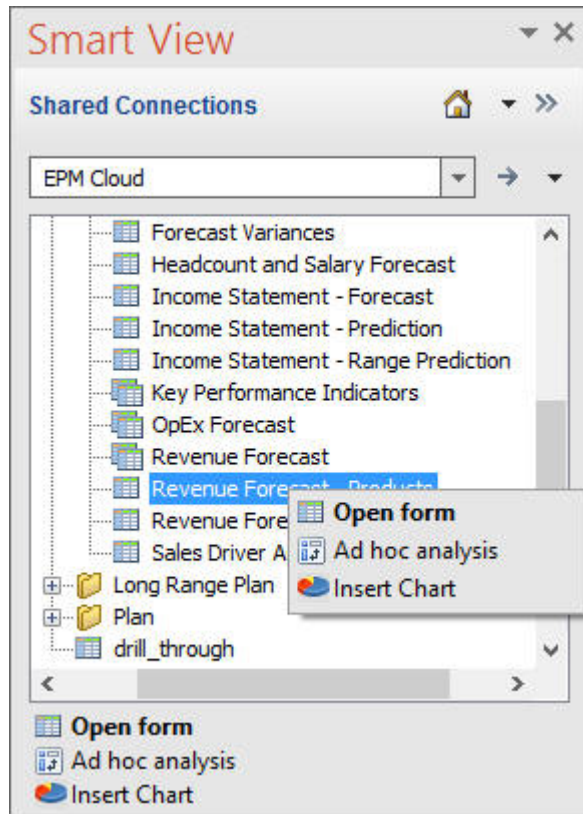 Smart View
Shared Connections
EPM Cloud
Forecast Variances
Headcount and Salary Forecast
Income Statement - Forecast
Income Statement - Prediction
Income Statement - Range Prediction
Key Performance Indicators
OpEx Forecast
Revenue Forecast
Revenue Forecast - Products
Open form
Revenue Fore
Sales Driver A
Ad hoc analysis
Long Range Plan
Insert Chart
Plan
drill_through
Open form
Ad hoc analysis
Insert Chart